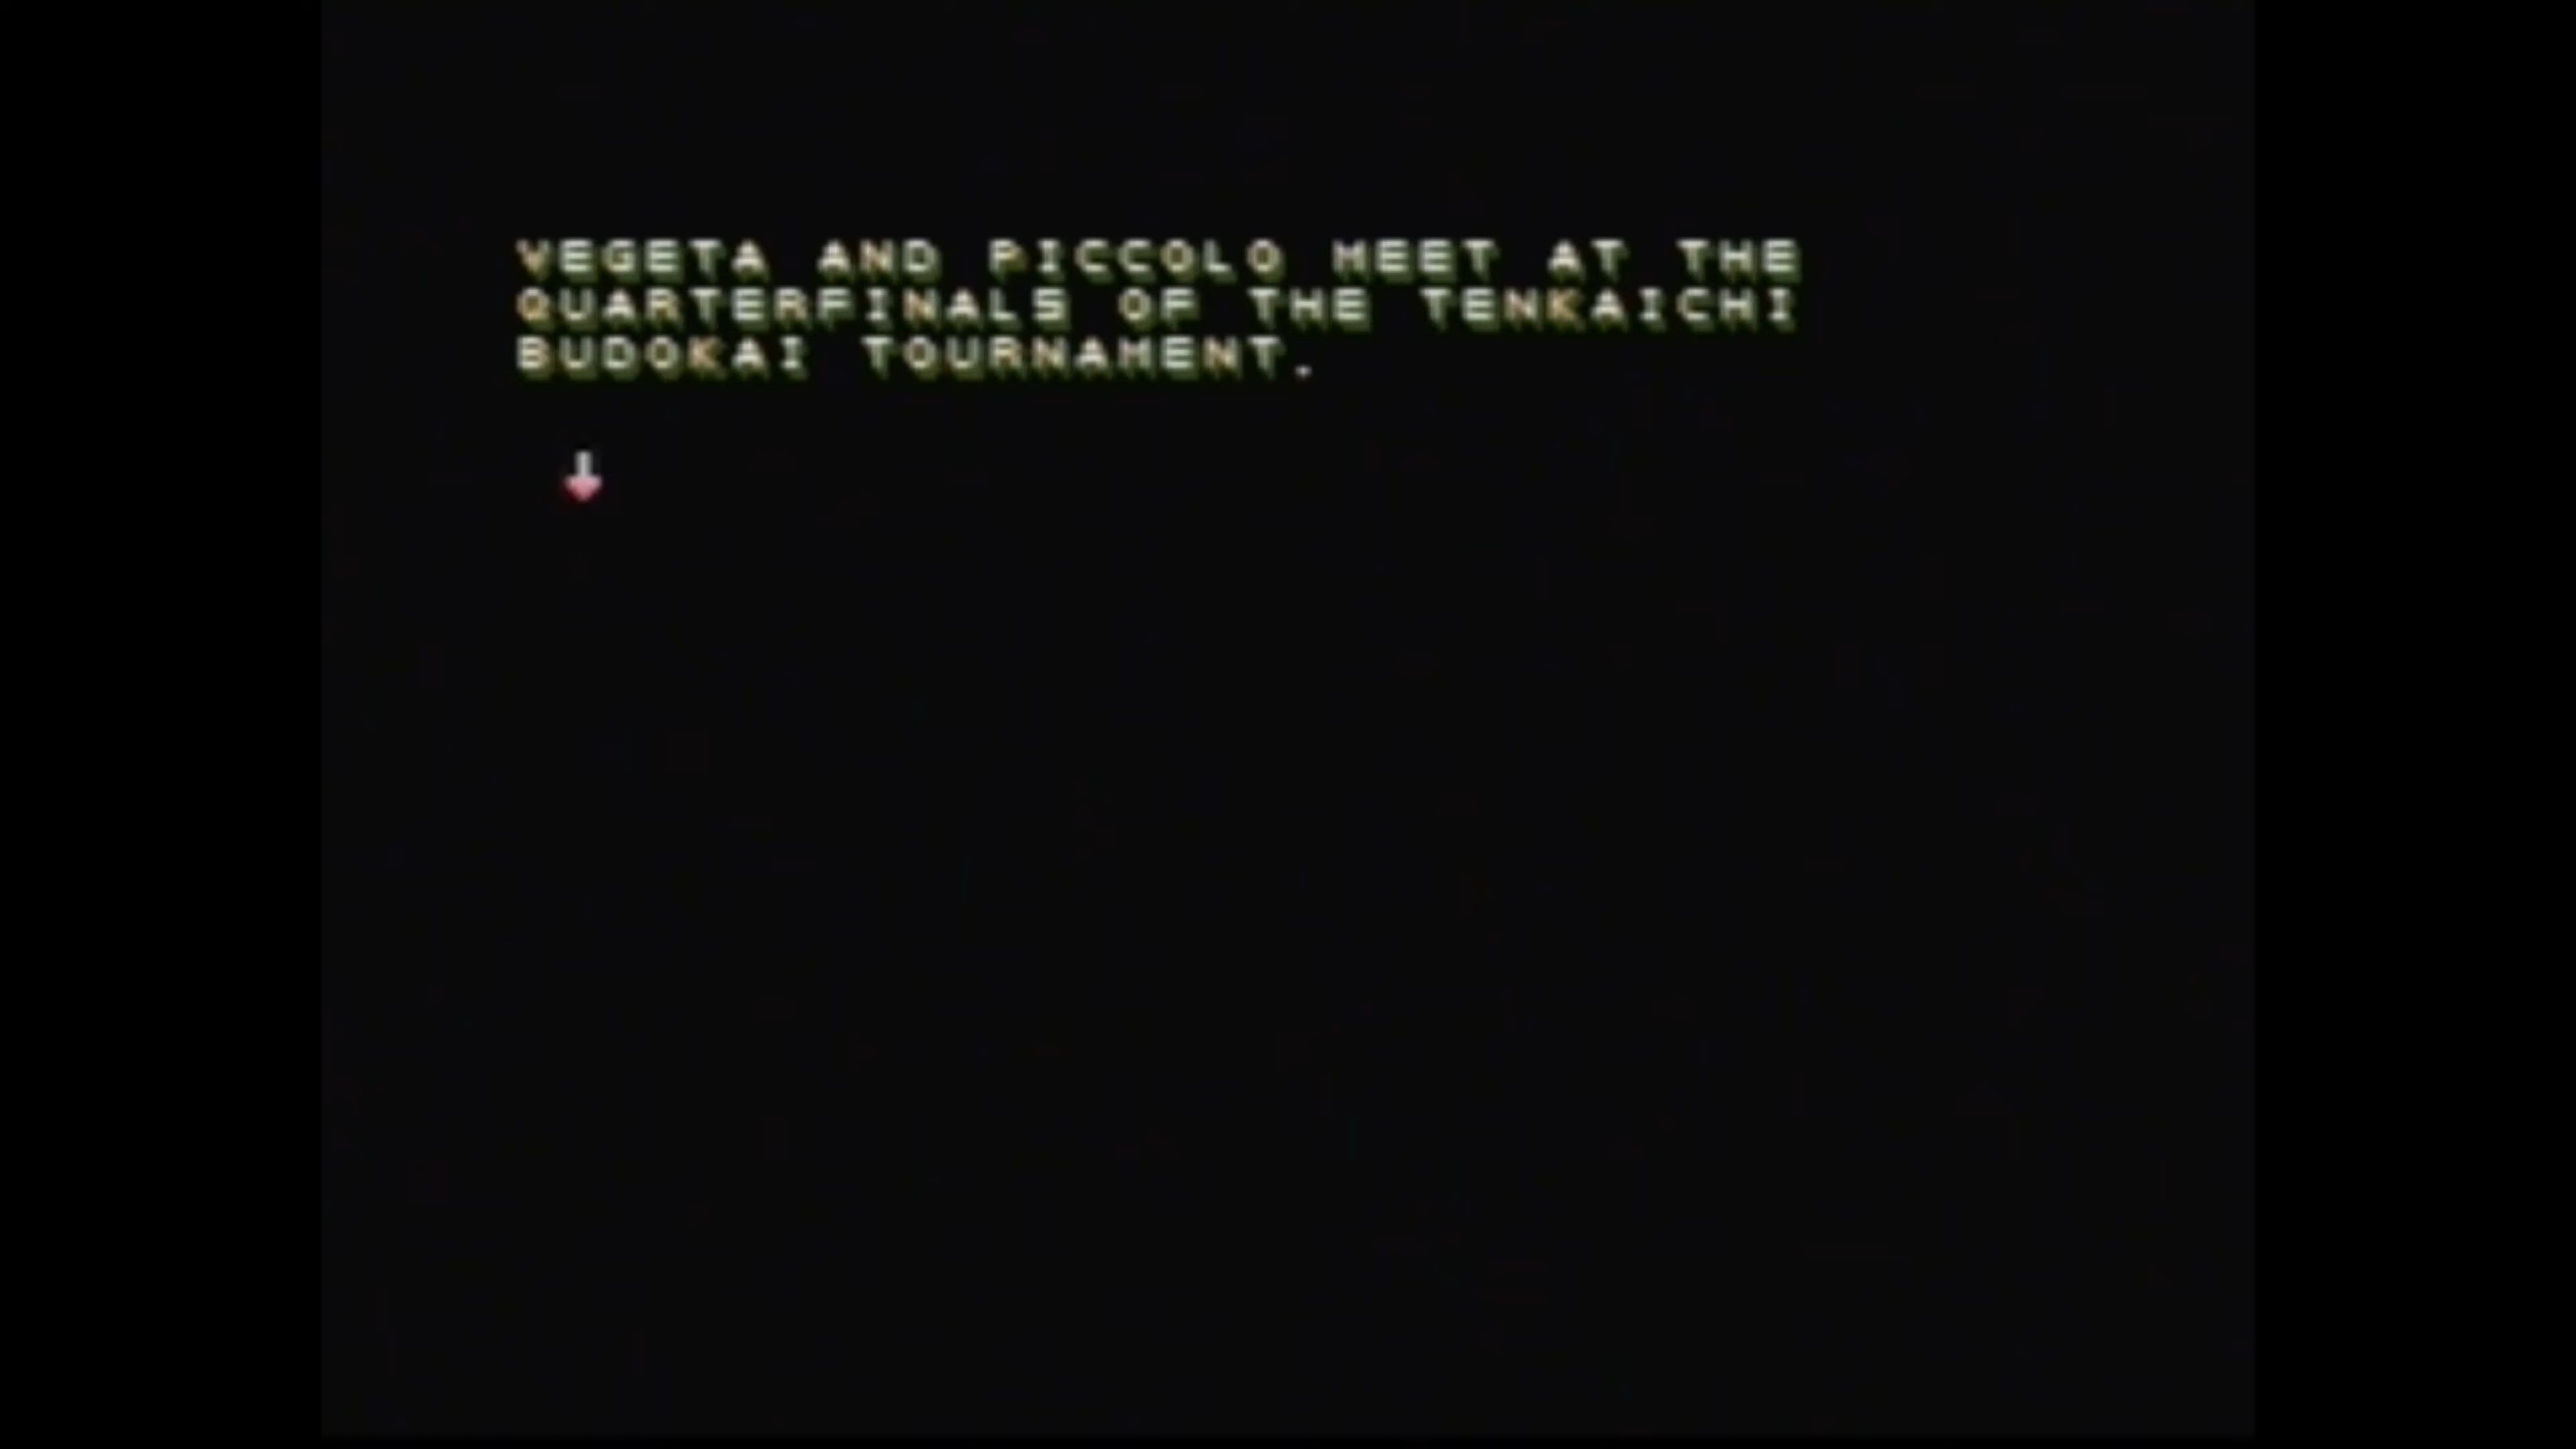 VEGETA AND PICCOLO MEET AT THE
QUARTERFINALS OF THE TENKAICHI
BUDOKAI TOURNAMENT.